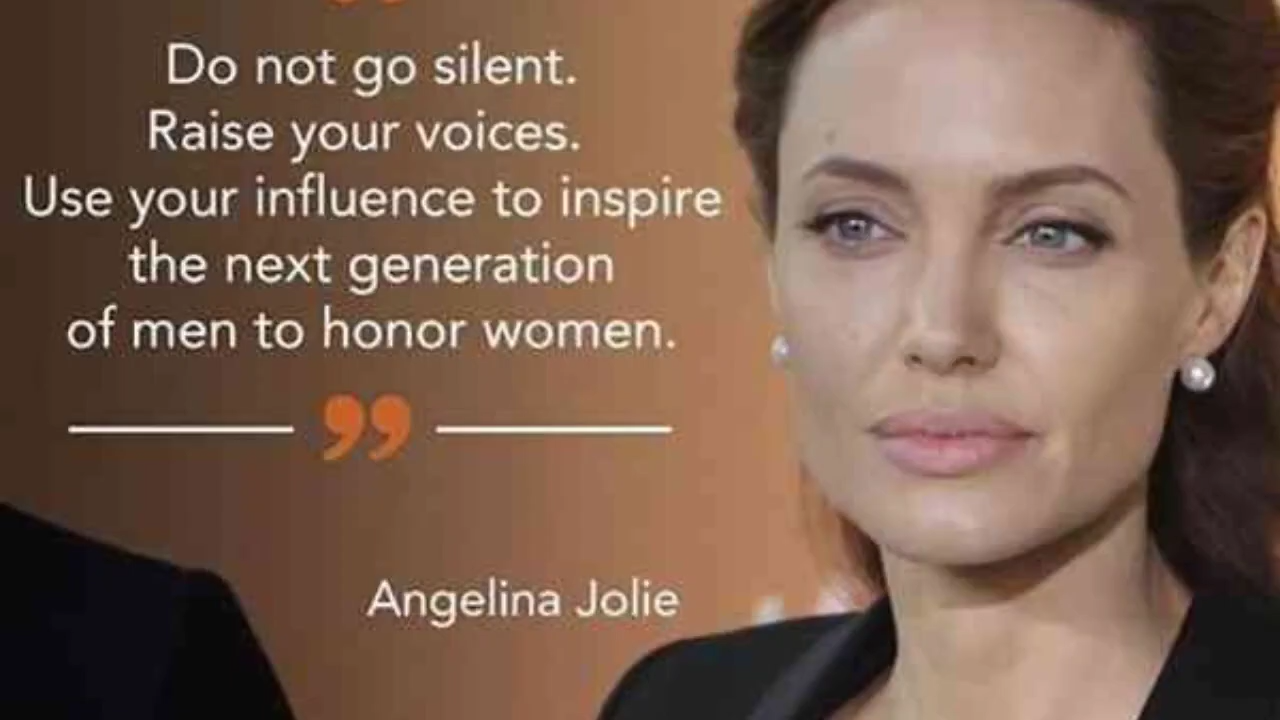 Do not go silent.
Raise your voices.
Use your influence to inspire
the next generation
of men to honor women.
”
Angelina Jolie